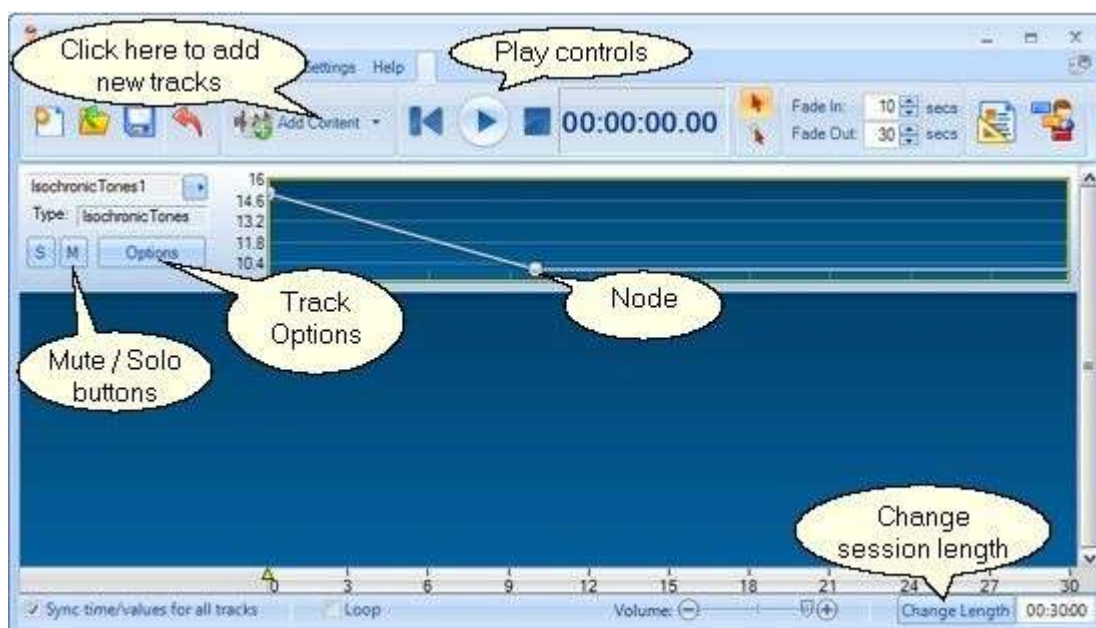 Click here to add
new tracks
Settings Help
Play controls
Add Content
00:00:00.00
Fade In: 10 secs
Fade Out: 30 secs
IsochronicTones1
Type: IsochronicTones
S M Options
16
14.6
13.2
11.8
10.4
Track
Options
Node
Mute / Solo
buttons
Change
session length
0 3 6 9 12 15 18 21 24 27 30
Sync time/values for all tracks Loop Volume: Change Length 00:30:00